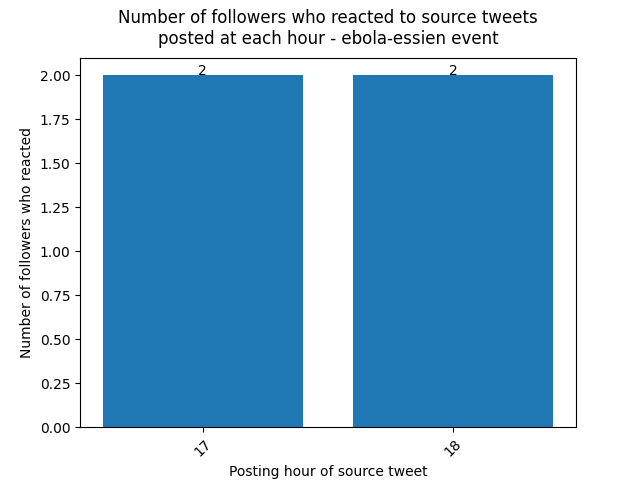 Number of followers who reacted to source tweets
posted at each hour - ebola-essien event
2 2
2.00
1.75
1.50
1.25
1.00
0.75
0.50
0.25
0.00
Number of followers who reacted
17 18
Posting hour of source tweet